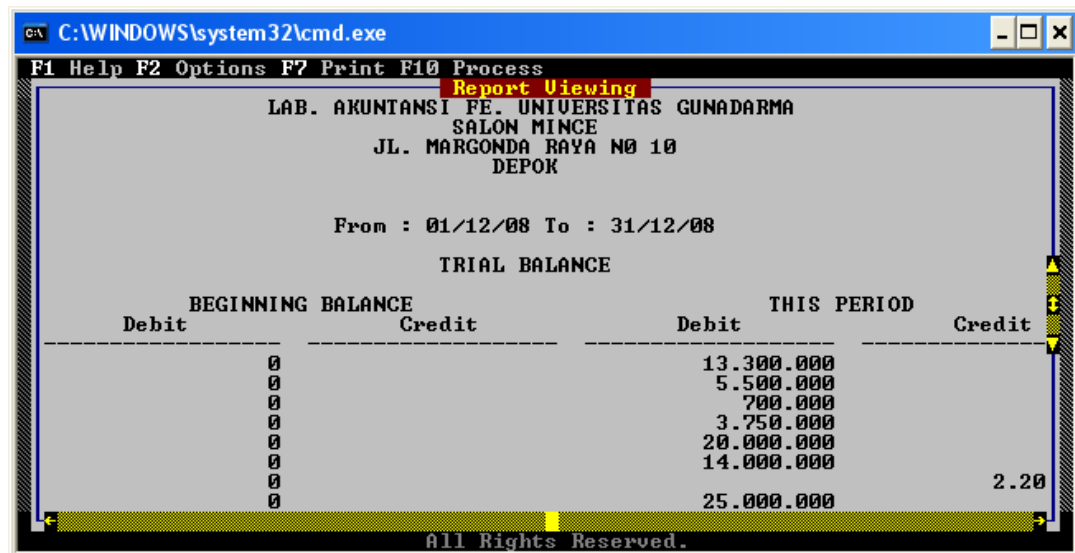 C:\WINDOWS\system32\cmd.exe
F1 Help F2 Options F7 Print F10 Process
Report Viewing
LAB. AKUNTANSI FE. UNIVERSITAS GUNADARMA
SALON MINCE
JL. MARGONDA RAYA N0 10
DEPOK
From : 01/12/08 To : 31/12/08
TRIAL BALANCE
BEGINNING BALANCE THIS PERIOD
Debit Credit Debit Credit
0 13.300.000
0 5.500.000
0 700.000
0 3.750.000
0 20.000.000
0 14.000.000
0 2.20
0 25.000.000
All Rights Reserved.